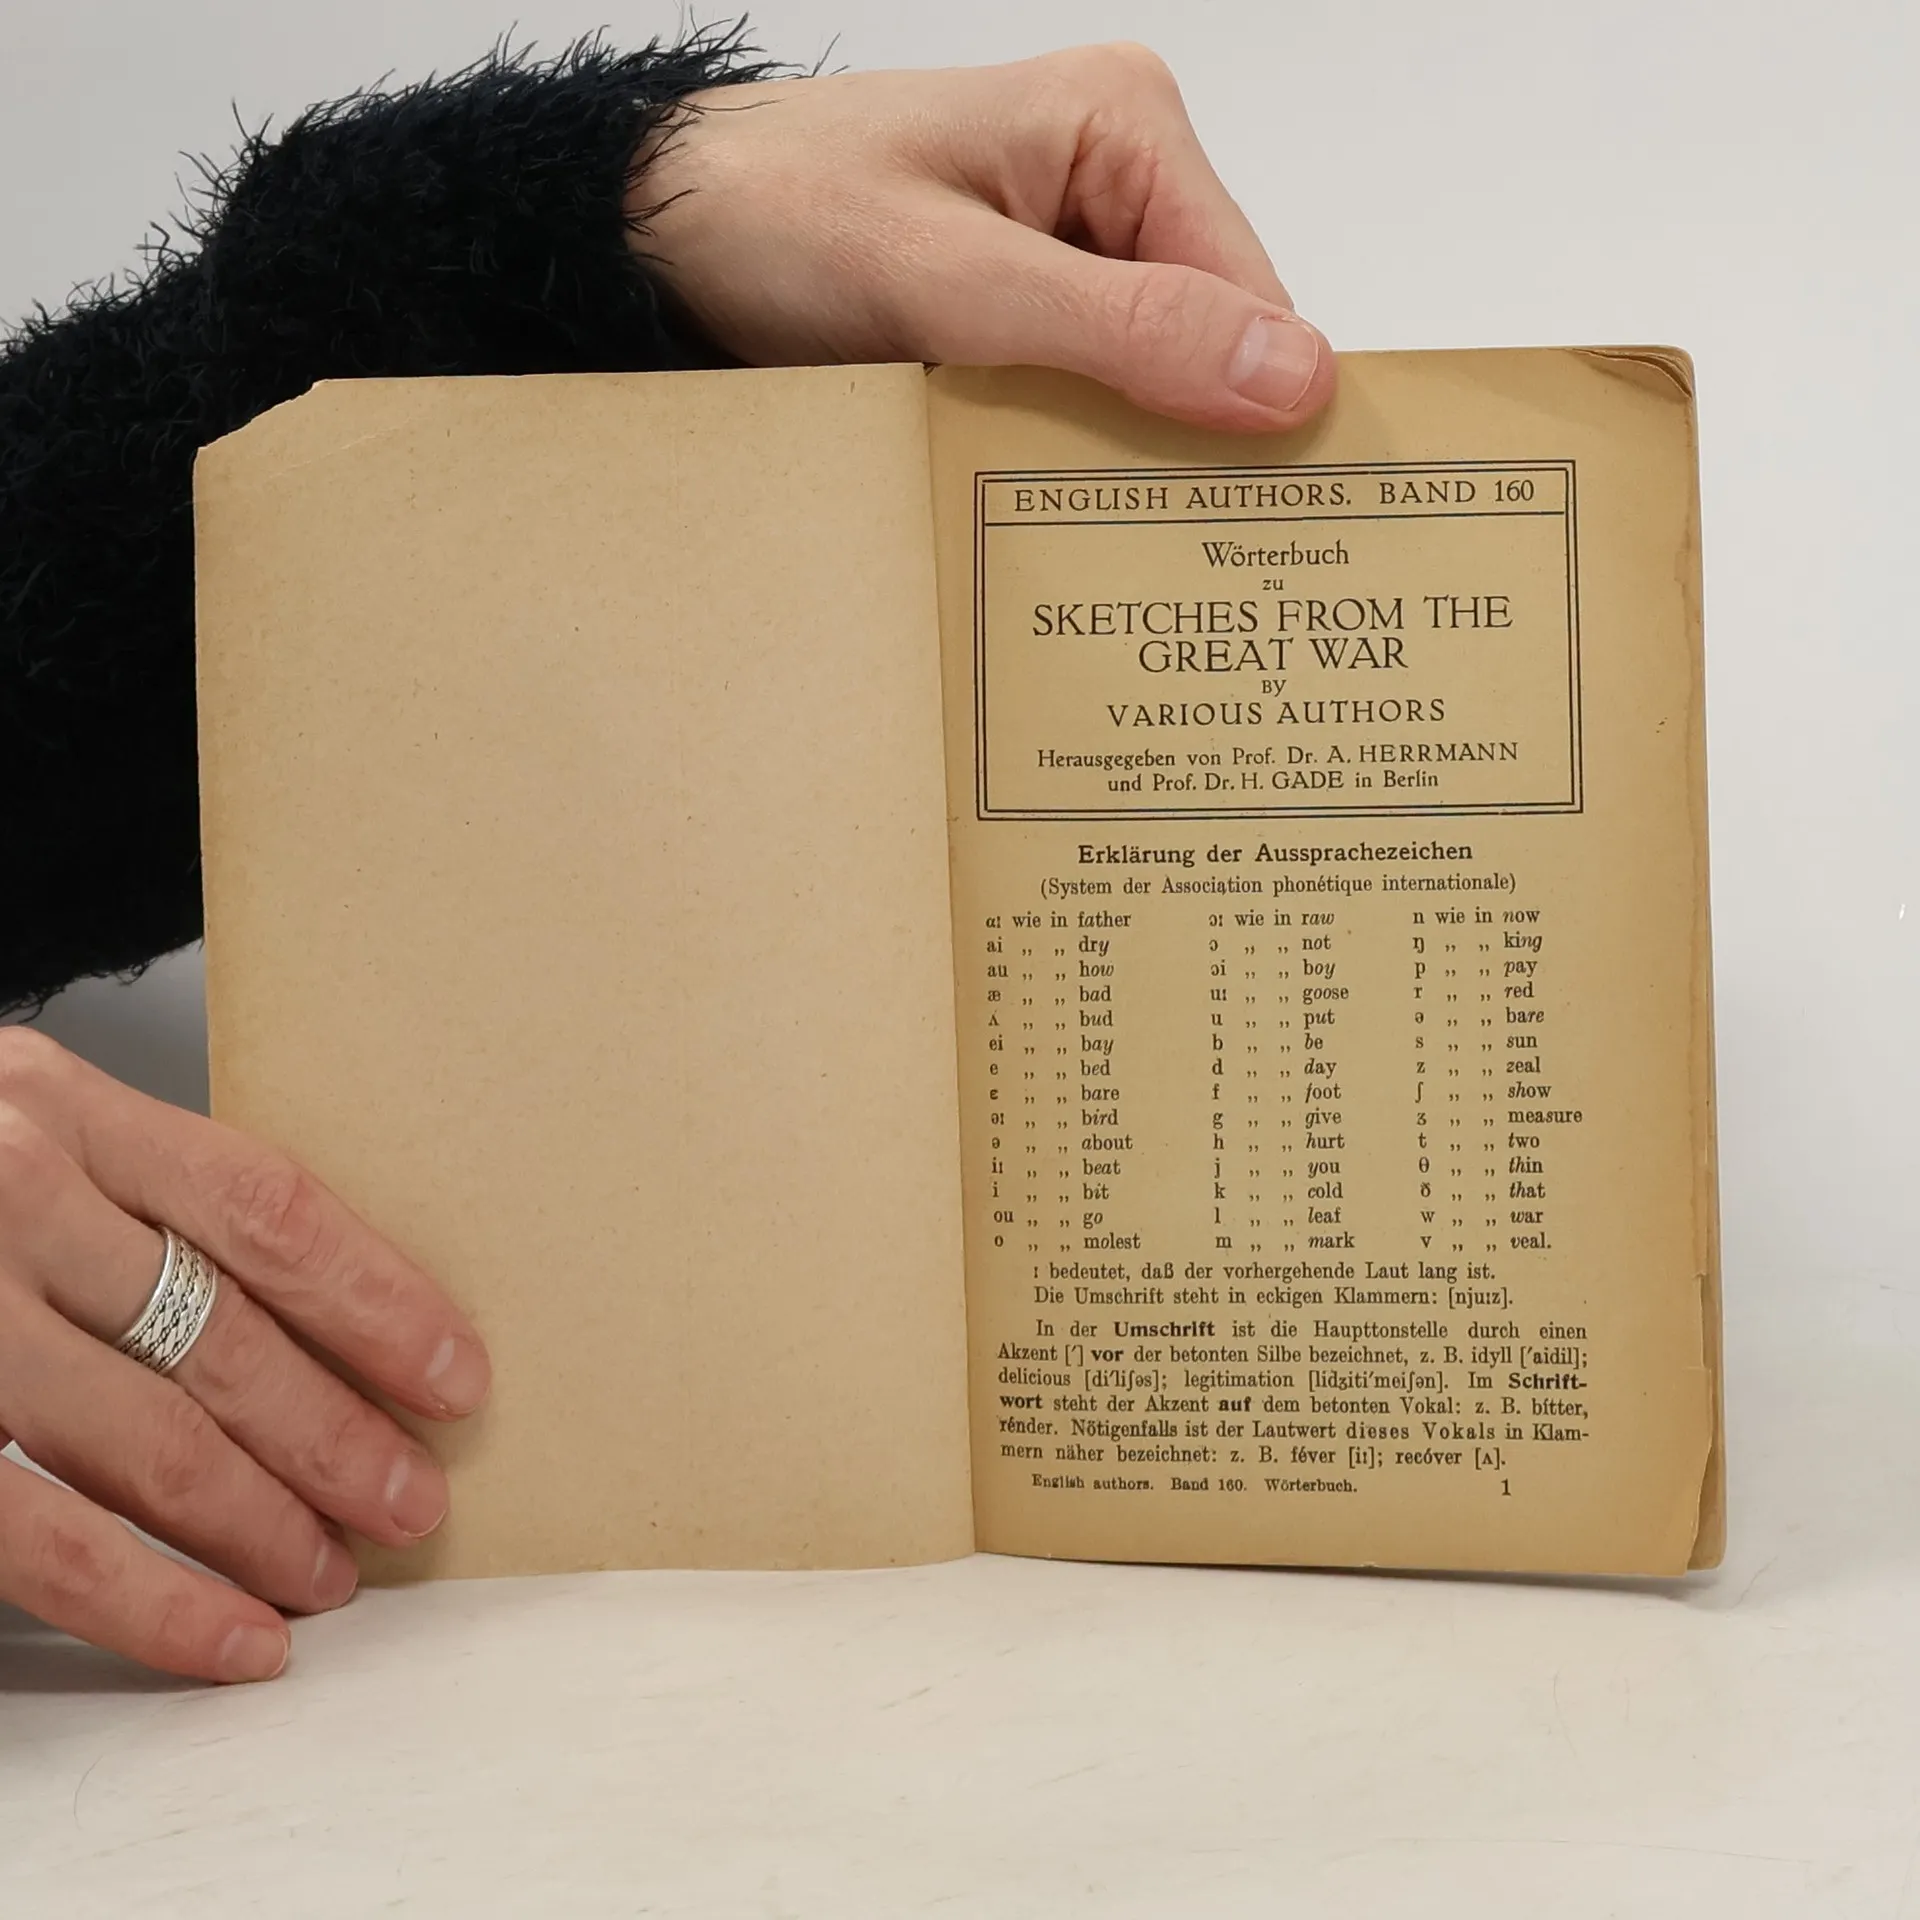 ENGLISH AUTHORS. BAND 160
Wörterbuch
zu
SKETCHES FROM THE
GREAT WAR
BY
VARIOUS AUTHORS
Herausgegeben von Prof. Dr. A. HERRMANN
und Prof. Dr. H. GADE in Berlin
Erklärung der Aussprachezeichen
(System der Association phonétique internationale)
ɑː wie in father ɔː wie in raw n wie in now
ai „ „ dry ɔ „ „ not ŋ „ „ king
au „ „ how ɔi „ „ boy p „ „ pay
æ „ „ bad uː „ „ goose r „ „ red
ʌ „ „ bud u „ „ put ə „ „ bare
ei „ „ bay b „ „ be s „ „ sun
e „ „ bed d „ „ day z „ „ zeal
ɛ „ „ bare f „ „ foot ʃ „ „ show
əː „ „ bird g „ „ give ʒ „ „ measure
ə „ „ about h „ „ hurt t „ „ two
iː „ „ beat j „ „ you θ „ „ thin
i „ „ bit k „ „ cold ð „ „ that
ou „ „ go l „ „ leaf w „ „ war
o „ „ molest m „ „ mark v „ „ veal.
ː bedeutet, daß der vorhergehende Laut lang ist.
Die Umschrift steht in eckigen Klammern: [njuːz].
In der Umschrift ist die Haupttonstelle durch einen
Akzent [′] vor der betonten Silbe bezeichnet, z. B. idyll [′aidil];
delicious [di′liʃəs]; legitimation [lidʒiti′meiʃən]. Im Schrift-
wort steht der Akzent auf dem betonten Vokal: z. B. bítter,
rénder. Nötigenfalls ist der Lautwert dieses Vokals in Klam-
mern näher bezeichnet: z. B. féver [iː]; recóver [ʌ].
English authors. Band 160. Wörterbuch. 1